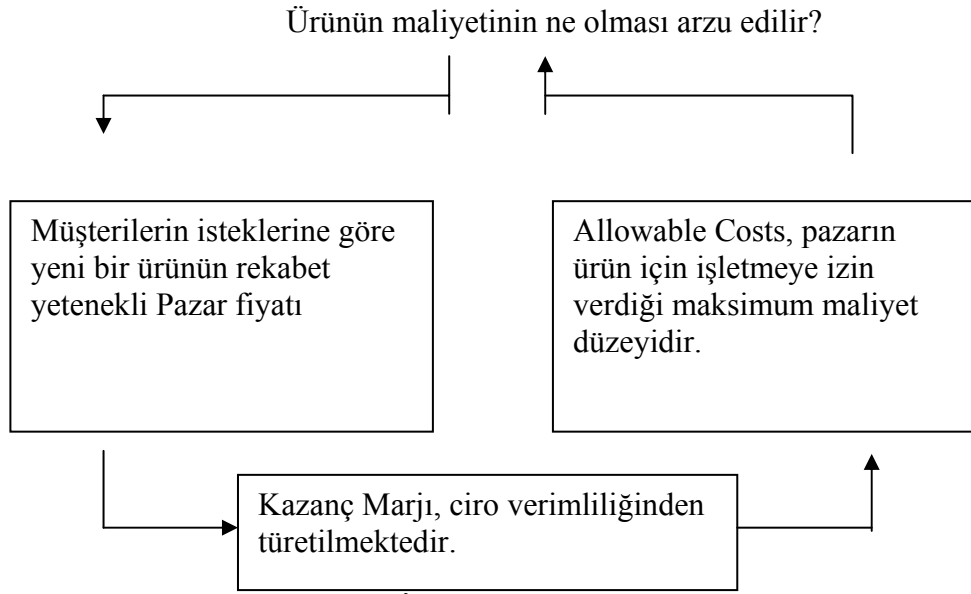 Ürünün maliyetinin ne olması arzu edilir?
Müşterilerin isteklerine göre
yeni bir ürünün rekabet
yetenekli Pazar fiyatı
Allowable Costs, pazarın
ürün için işletmeye izin
verdiği maksimum maliyet
düzeyidir.
Kazanç Marjı, ciro verimliliğinden
türetilmektedir.